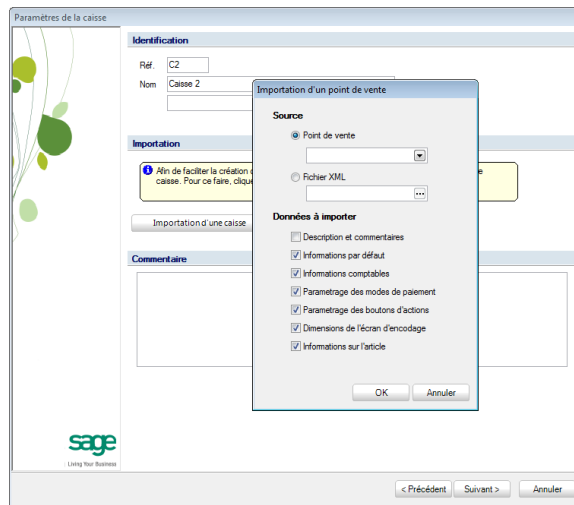 Paramètres de la caisse
Identification
Réf.
C2
Nom
Caisse 2
Importation d'un point de vente
Source
Point de vente
Importation
Afin de faciliter la création
caisse. Pour ce faire, clique
Fichier XML
...
Importation d'une caisse
Données à importer
Description et commentaires
Commentaire
Informations par défaut
Informations comptables
Parametrage des modes de paiement
Parametrage des boutons d'actions
Dimensions de l'écran d'encodage
Informations sur l'article
OK
Annuler
sage
Living Your Business
< Précédent
Suivant >
Annuler